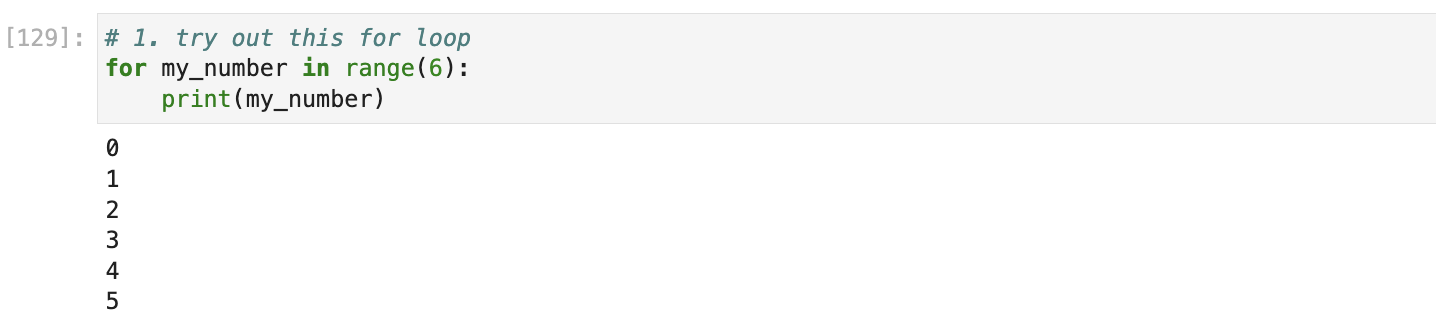 [129]: # 1. try out this for loop
for my_number in range(6):
    print(my_number)
0
1
2
3
4
5